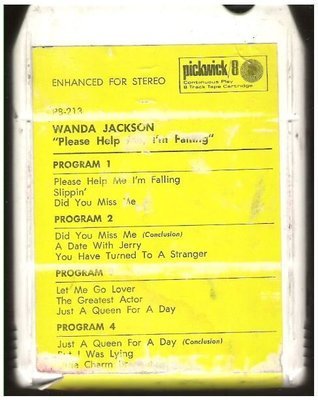 ENHANCED FOR STEREO
pickwick/8
Continuous Play
8 Track Tape Cartridge
P8-213
WANDA JACKSON
"Please Help I'm Falling"
PROGRAM 1
Please Help Me I'm Falling
Slippin'
Did You Miss Me
PROGRAM 2
Did You Miss Me (Conclusion)
A Date With Jerry
You Have Turned To A Stranger
PROGRAM
Let Me Go Lover
The Greatest Actor
Just A Queen For A Day
PROGRAM 4
Just A Queen For A Day (Conclusion)
I Was Lying
Charm